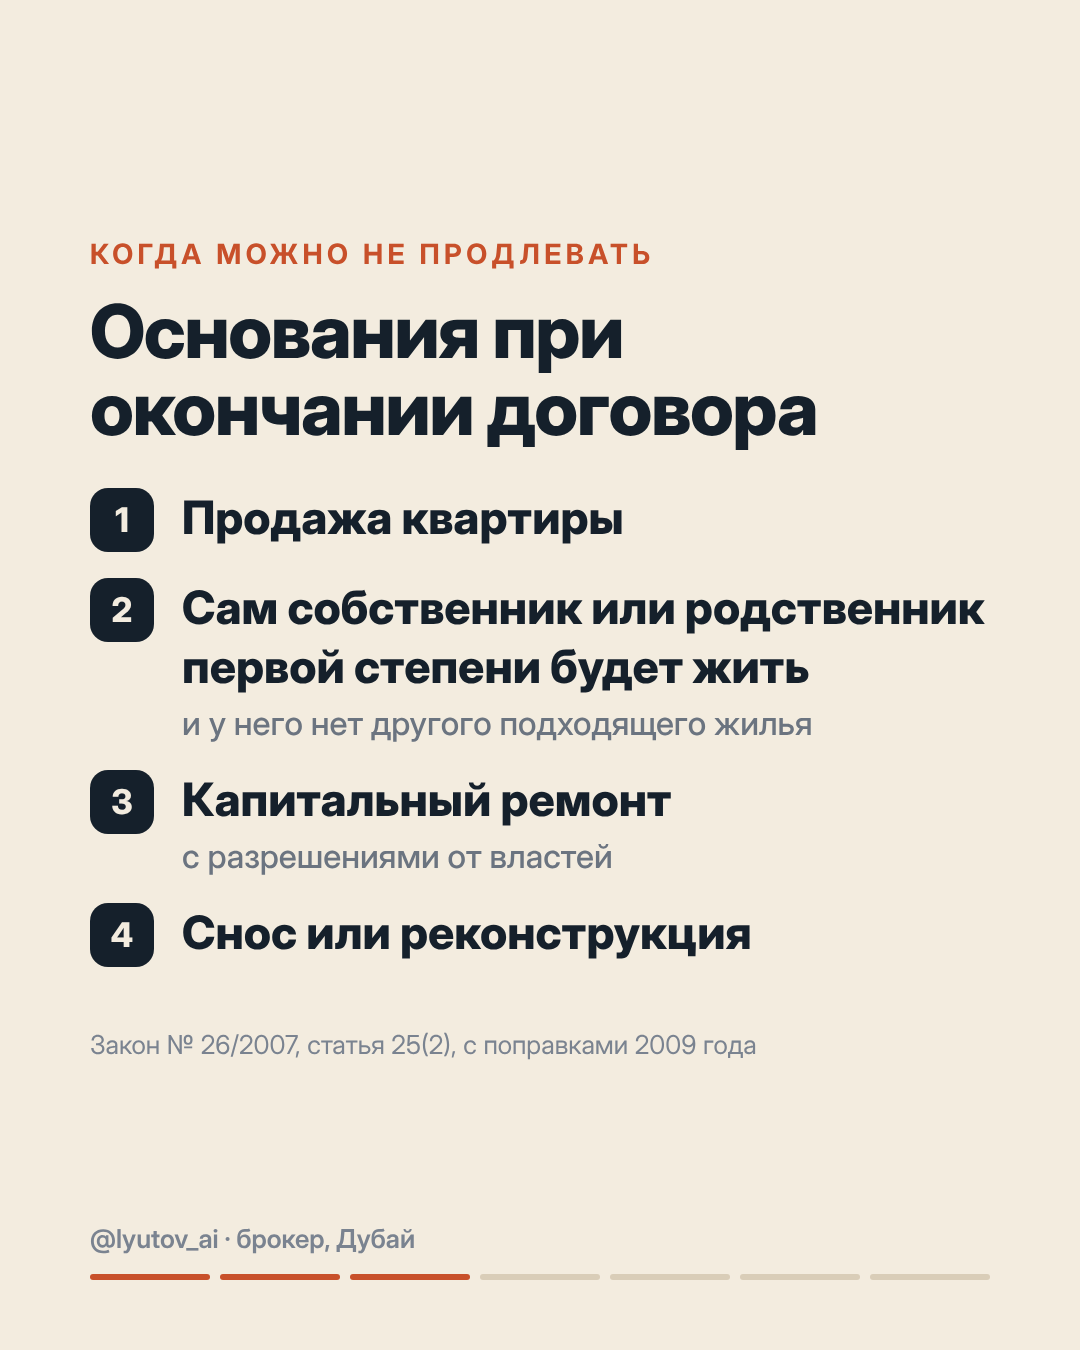 КОГДА МОЖНО НЕ ПРОДЛЕВАТЬ
Основания при
окончании договора
1 Продажа квартиры
2 Сам собственник или родственник
первой степени будет жить
и у него нет другого подходящего жилья
3 Капитальный ремонт
с разрешениями от властей
4 Снос или реконструкция
Закон № 26/2007, статья 25(2), с поправками 2009 года
@lyutov_ai · брокер, Дубай